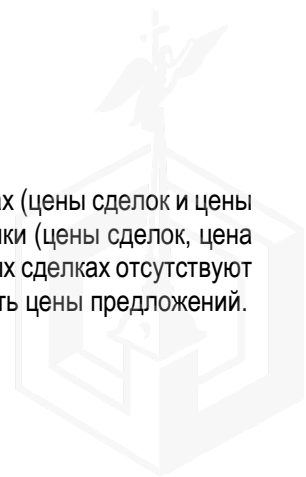 ах (цены сделок и цены
ки (цены сделок, цена
их сделках отсутствуют
ть цены предложений.